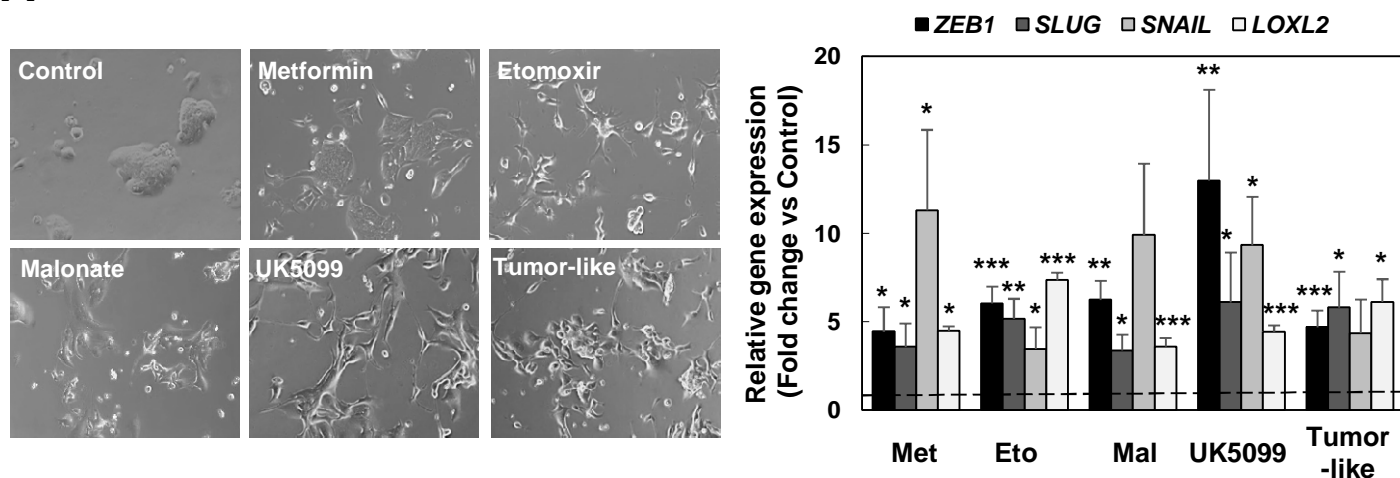 Control
Metformin
Etomoxir
Malonate
UK5099
Tumor-like
ZEB1 SLUG SNAIL LOXL2
Relative gene expression
(Fold change vs Control)
20
15
10
5
0
* * * *
*** ** * ***
** * ***
** * * ***
*** * *
Met Eto Mal UK5099 Tumor
-like